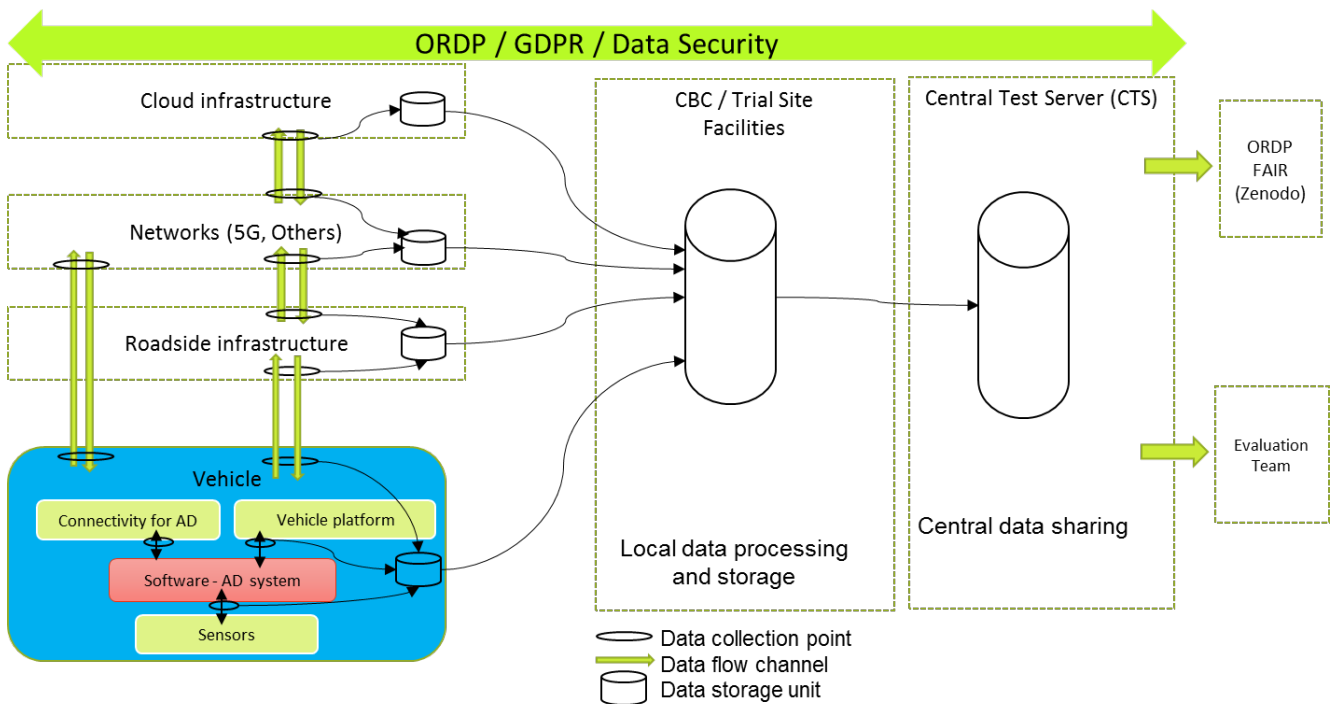 ORDP / GDPR / Data Security
Cloud infrastructure
Networks (5G, Others)
Roadside infrastructure
Vehicle
Connectivity for AD
Vehicle platform
Software - AD system
Sensors
CBC / Trial Site
Facilities
Local data processing
and storage
Central Test Server (CTS)
Central data sharing
ORDP
FAIR
(Zenodo)
Evaluation
Team
Data collection point
Data flow channel
Data storage unit